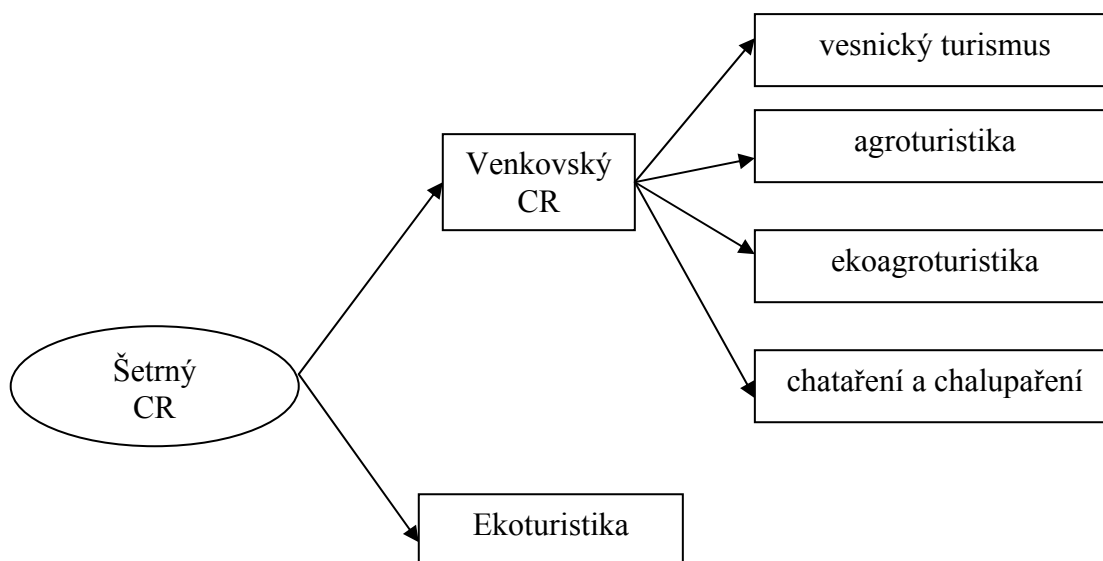 vesnický turismus
agroturistika
Venkovský
CR
ekoagroturistika
Šetrný
CR
chataření a chalupaření
Ekoturistika